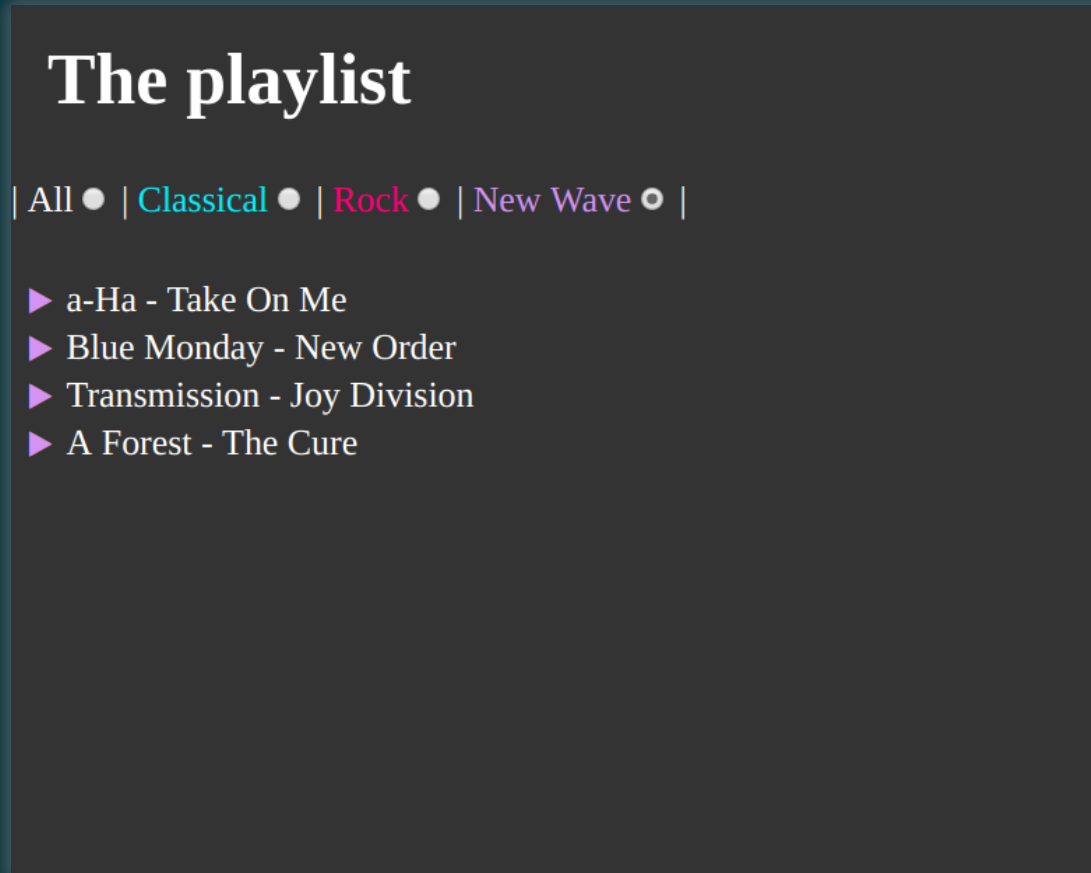 The playlist
| All | Classical | Rock | New Wave |
a-Ha - Take On Me
Blue Monday - New Order
Transmission - Joy Division
A Forest - The Cure